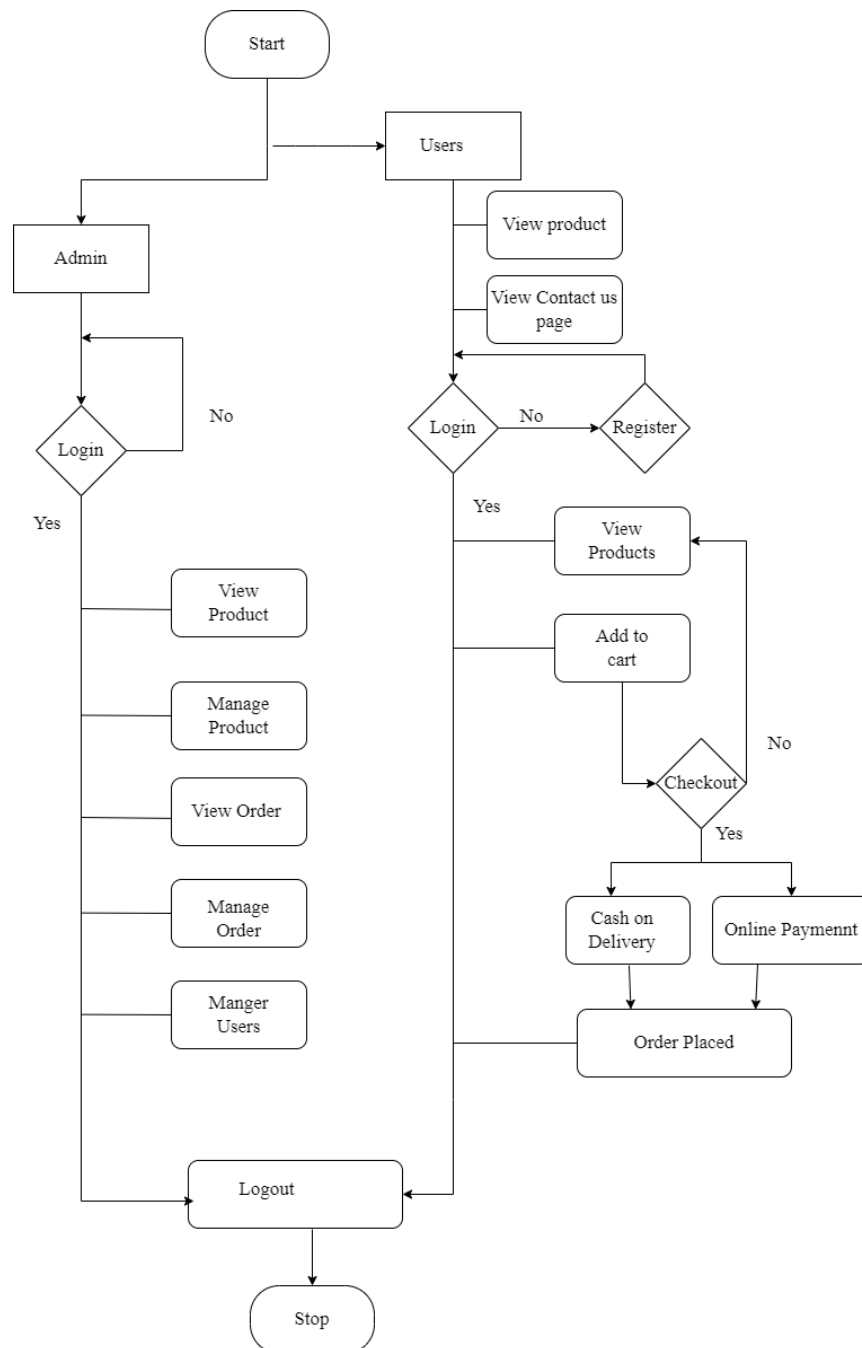 Start
Users
View product
Admin
View Contact us
page
No
Login
No
Register
Login
Yes
Yes
View
Products
View
Product
Add to
cart
Manage
Product
No
Checkout
View Order
Yes
Manage
Order
Cash on
Delivery
Online Paymennt
Manger
Users
Order Placed
Logout
Stop